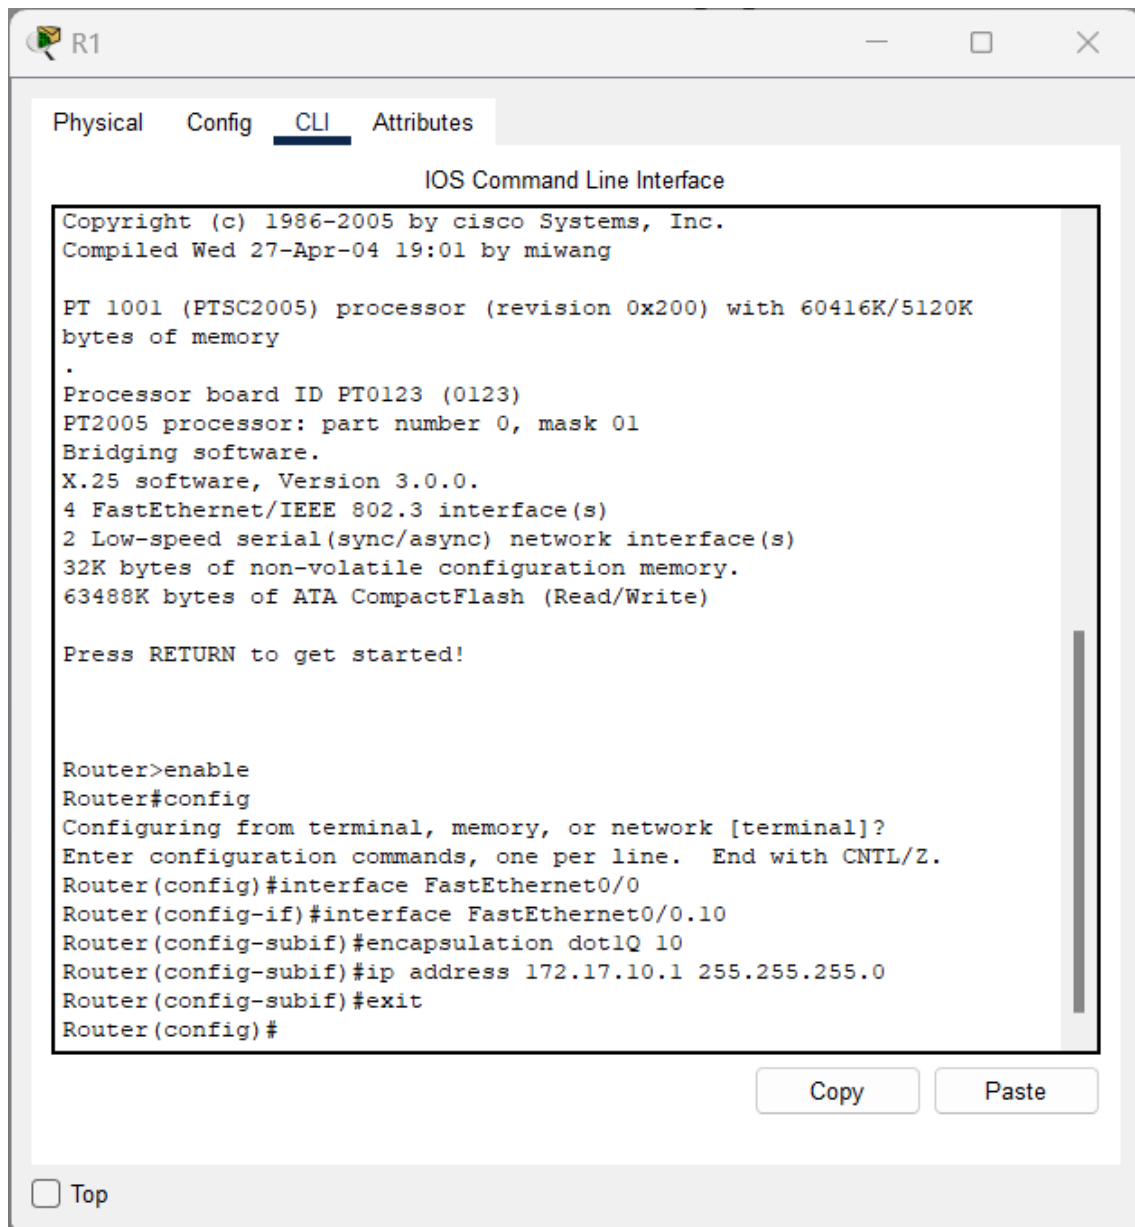 R1
Physical Config CLI Attributes
IOS Command Line Interface
Copyright (c) 1986-2005 by cisco Systems, Inc.
Compiled Wed 27-Apr-04 19:01 by miwang
PT 1001 (PTSC2005) processor (revision 0x200) with 60416K/5120K
bytes of memory
.
Processor board ID PT0123 (0123)
PT2005 processor: part number 0, mask 01
Bridging software.
X.25 software, Version 3.0.0.
4 FastEthernet/IEEE 802.3 interface(s)
2 Low-speed serial(sync/async) network interface(s)
32K bytes of non-volatile configuration memory.
63488K bytes of ATA CompactFlash (Read/Write)
Press RETURN to get started!
Router>enable
Router#config
Configuring from terminal, memory, or network [terminal]?
Enter configuration commands, one per line.  End with CNTL/Z.
Router(config)#interface FastEthernet0/0
Router(config-if)#interface FastEthernet0/0.10
Router(config-subif)#encapsulation dot1Q 10
Router(config-subif)#ip address 172.17.10.1 255.255.255.0
Router(config-subif)#exit
Router(config)#
Copy Paste
Top